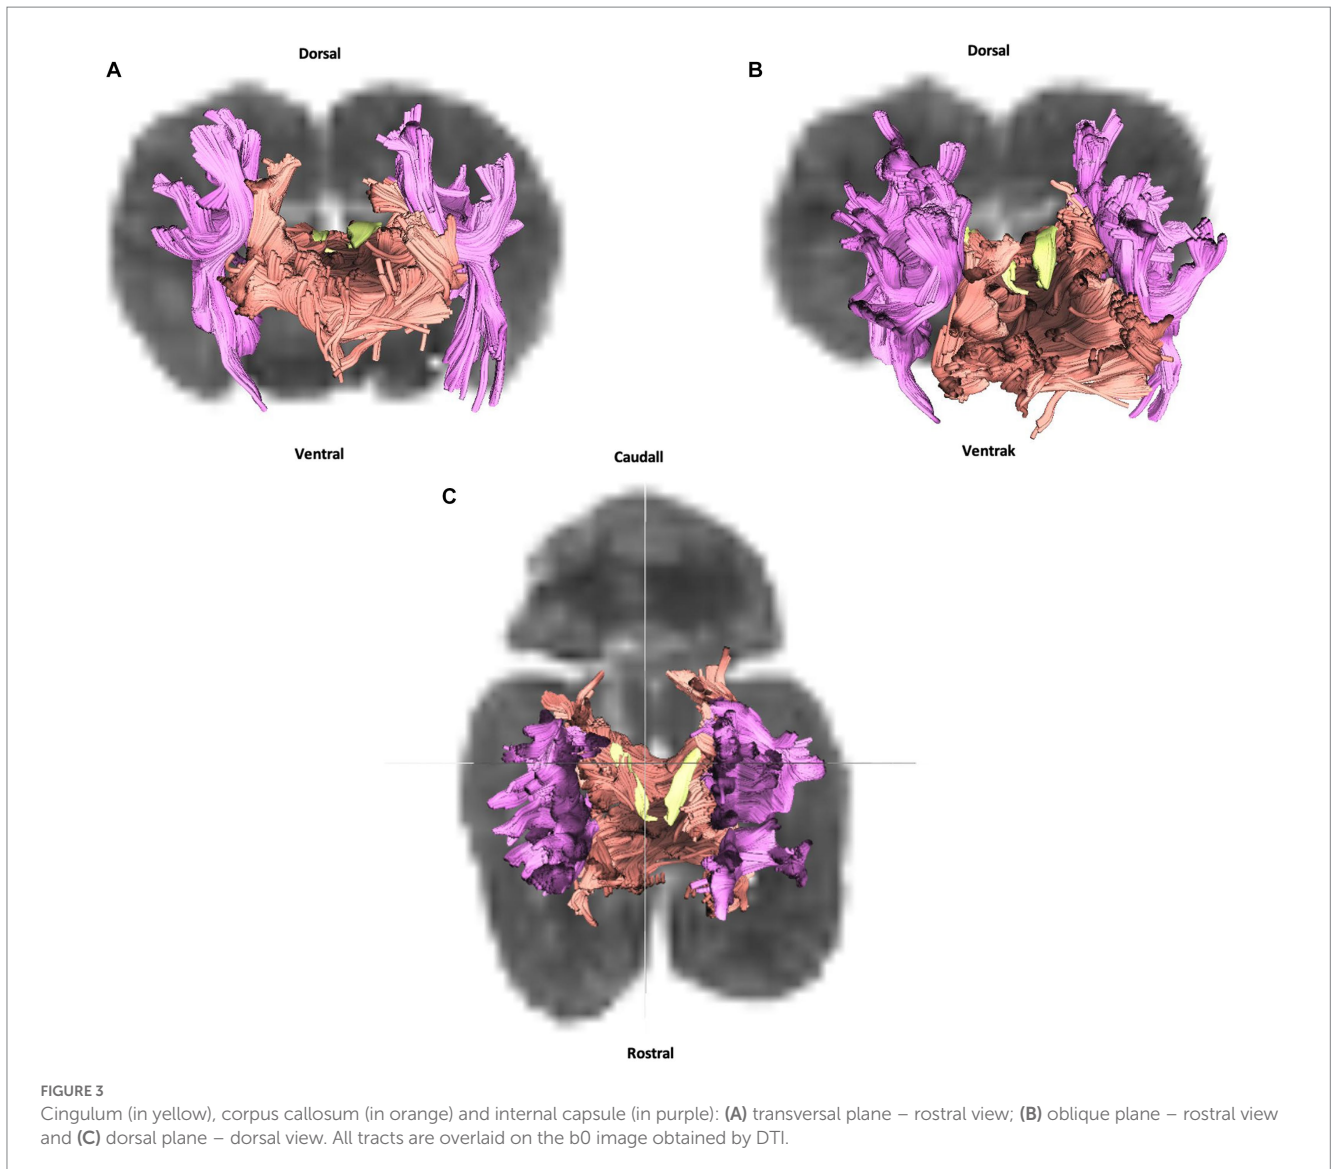 Dorsal
A
Ventral
Dorsal
B
Ventrak
Caudall
C
Rostral
FIGURE 3
Cingulum (in yellow), corpus callosum (in orange) and internal capsule (in purple): (A) transversal plane – rostral view; (B) oblique plane – rostral view
and (C) dorsal plane – dorsal view. All tracts are overlaid on the b0 image obtained by DTI.